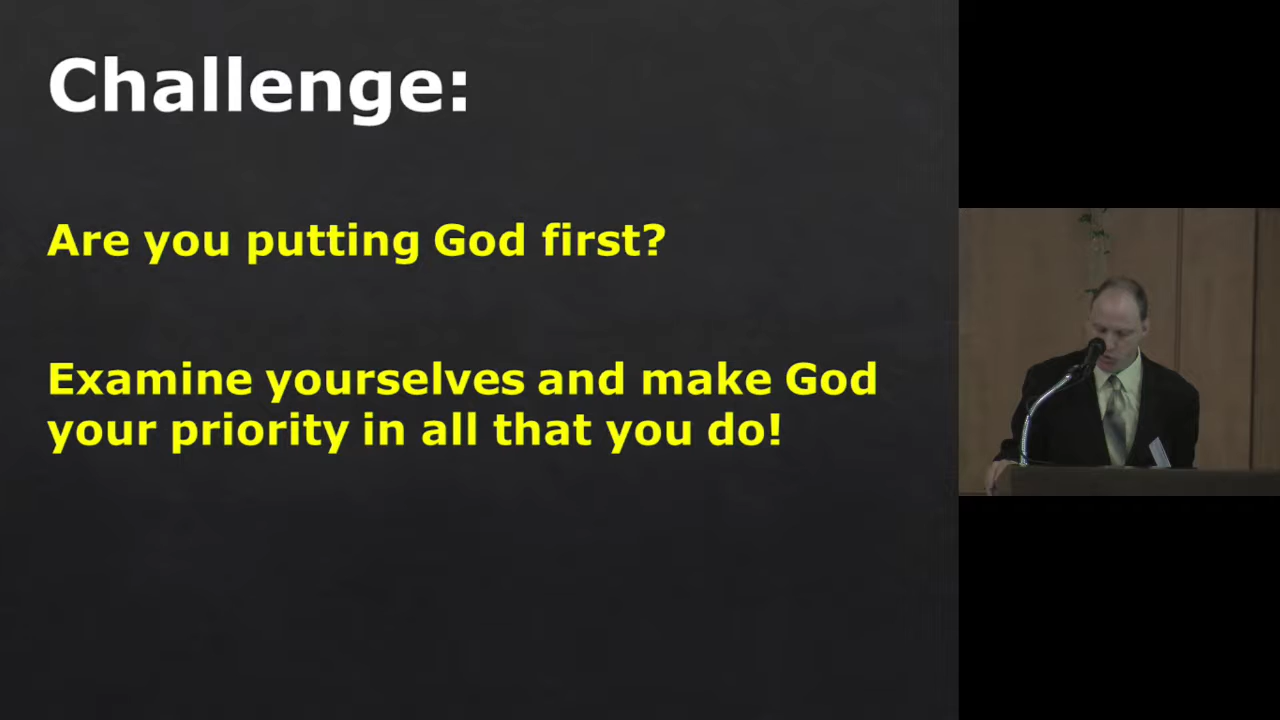 Challenge:
Are you putting God first?
Examine yourselves and make God
your priority in all that you do!